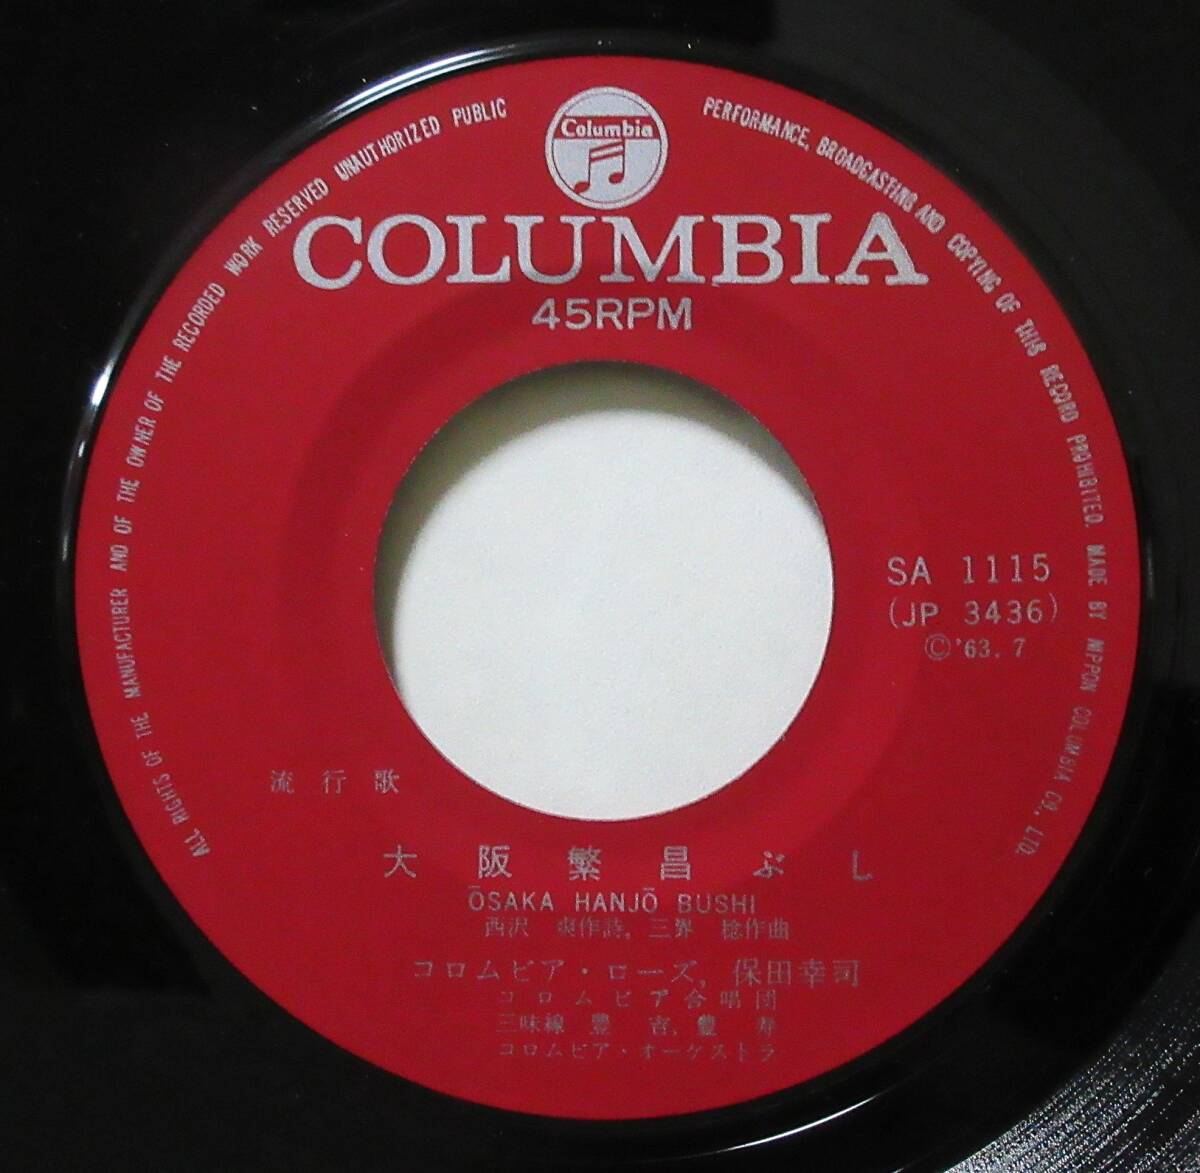 ALL RIGHTS OF THE MANUFACTURER AND OF THE OWNER OF THE RECORDED WORK RESERVED UNAUTHORIZED PUBLIC PERFORMANCE, BROADCASTING AND COPYING OF THIS RECORD PROHIBITED. MADE BY NIPPON COLUMBIA CO., LTD.
Columbia
COLUMBIA
45RPM
SA 1115
(JP 3436)
©'63.7
流行歌
大阪繁昌ぶし
ŌSAKA HANJŌ BUSHI
西沢 爽作詩, 三界 稔作曲
コロムビア・ローズ, 保田幸司
コロムビア合唱団
三味線 豊吉, 豊寿
コロムビア・オーケストラ